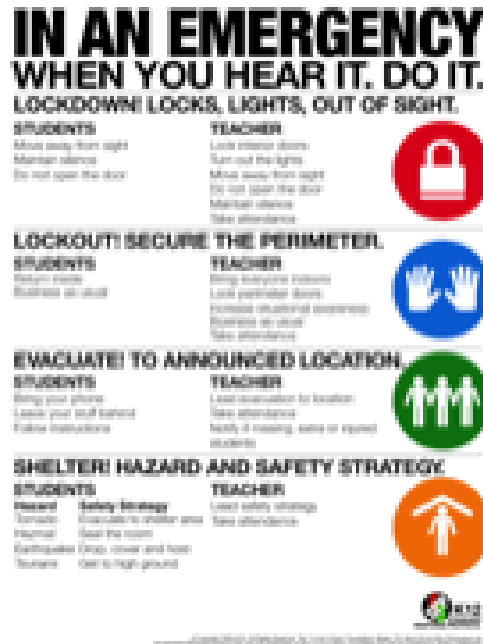 IN AN EMERGENCY
WHEN YOU HEAR IT. DO IT.
LOCKDOWN! LOCKS, LIGHTS, OUT OF SIGHT.
STUDENTS
Move away from sight
Maintain silence
Do not open the door
TEACHER
Lock interior doors
Turn out the lights
Move away from sight
Do not open the door
Maintain silence
Take attendance
LOCKOUT! SECURE THE PERIMETER.
STUDENTS
Return inside
Business as usual
TEACHER
Bring everyone indoors
Lock perimeter doors
Increase situational awareness
Business as usual
Take attendance
EVACUATE! TO ANNOUNCED LOCATION.
STUDENTS
Bring your phone
Leave your stuff behind
Follow instructions
TEACHER
Lead evacuation to location
Take attendance
Notify if missing, extra or injured
students
SHELTER! HAZARD AND SAFETY STRATEGY.
STUDENTS
Hazard Safety Strategy
Tornado Evacuate to shelter area
Hazmat Seal the room
Earthquake Drop, cover and hold
Tsunami Get to high ground
TEACHER
Lead safety strategy
Take attendance
K12